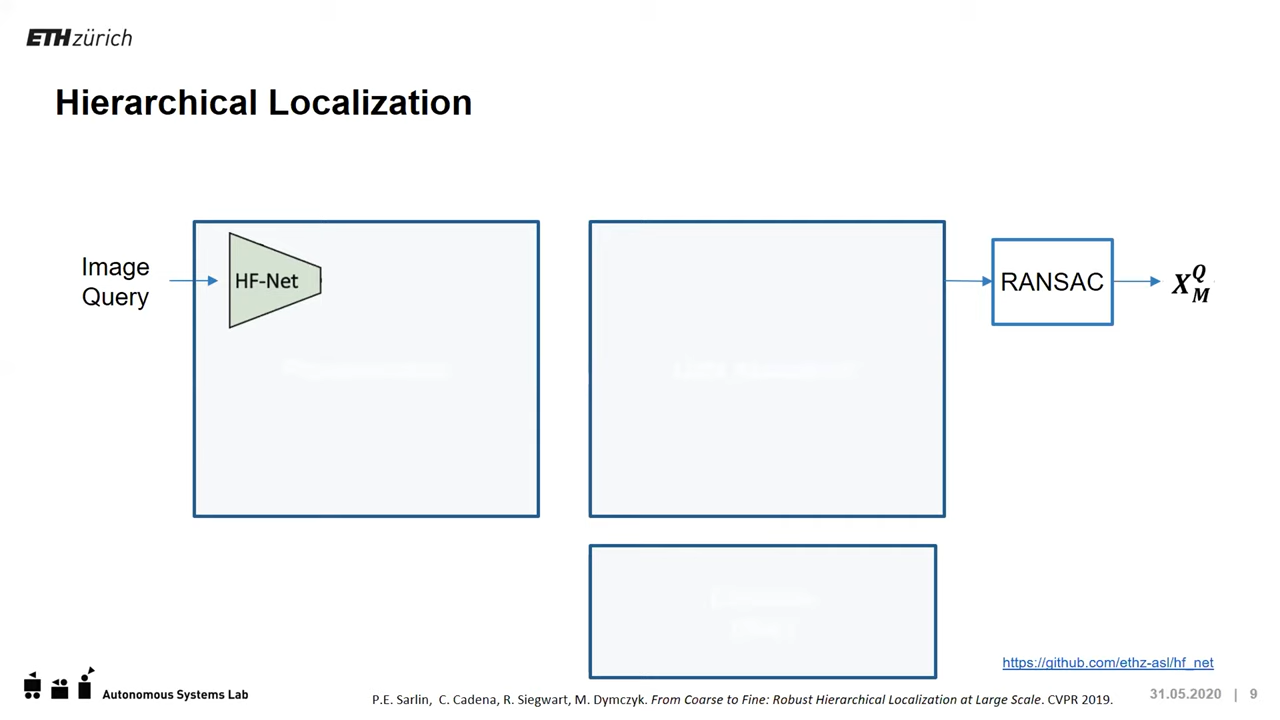 ETH zürich
Hierarchical Localization
Image
Query
HF-Net
RANSAC
X_M^Q
https://github.com/ethz-asl/hf_net
Autonomous Systems Lab
P.E. Sarlin, C. Cadena, R. Siegwart, M. Dymczyk. From Coarse to Fine: Robust Hierarchical Localization at Large Scale. CVPR 2019.
31.05.2020 | 9